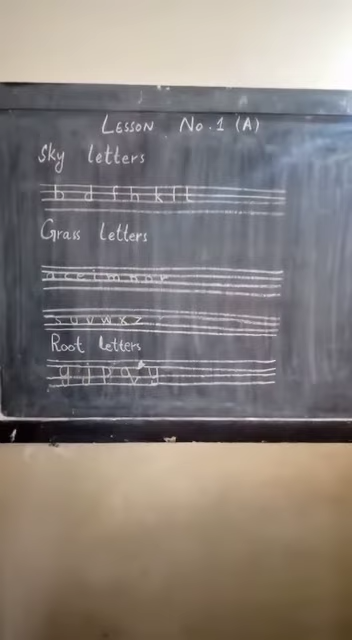 LESSON No. 1 (A)
Sky letters
b d f h k l t
Grass letters
a c e i m n o r
s u v w x z
Root letters
g j p q y